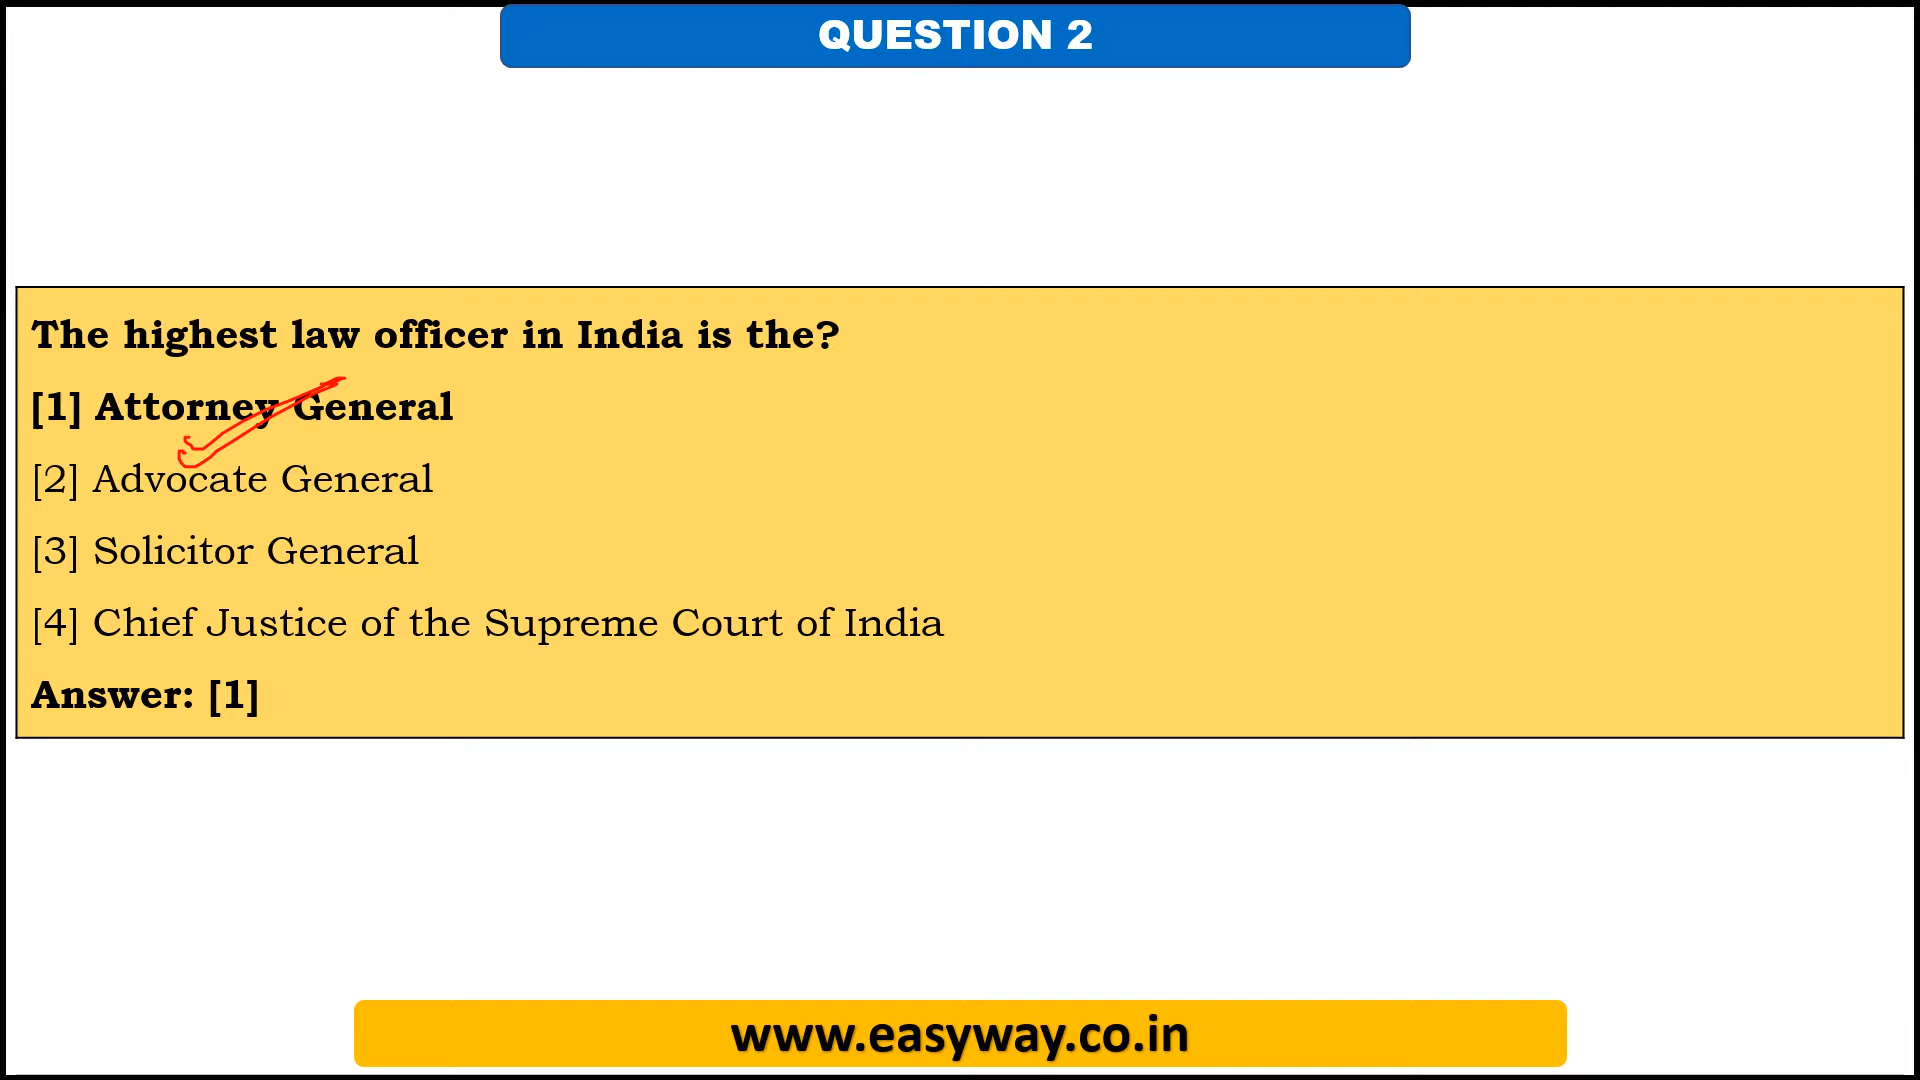 QUESTION 2
The highest law officer in India is the?
[1] Attorney General
[2] Advocate General
[3] Solicitor General
[4] Chief Justice of the Supreme Court of India
Answer: [1]
www.easyway.co.in